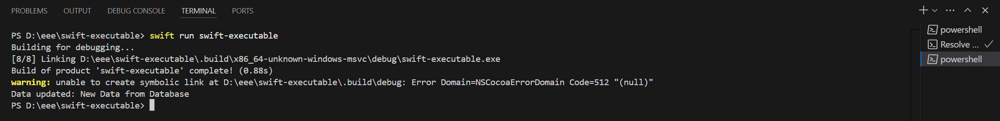 PROBLEMS OUTPUT DEBUG CONSOLE TERMINAL PORTS
PS D:\eee\swift-executable> swift run swift-executable
Building for debugging...
[8/8] Linking D:\eee\swift-executable\.build\x86_64-unknown-windows-msvc\debug\swift-executable.exe
Build of product 'swift-executable' complete! (0.88s)
warning: unable to create symbolic link at D:\eee\swift-executable\.build\debug: Error Domain=NSCocoaErrorDomain Code=512 "(null)"
Data updated: New Data from Database
PS D:\eee\swift-executable>
powershell
Resolve ...
powershell